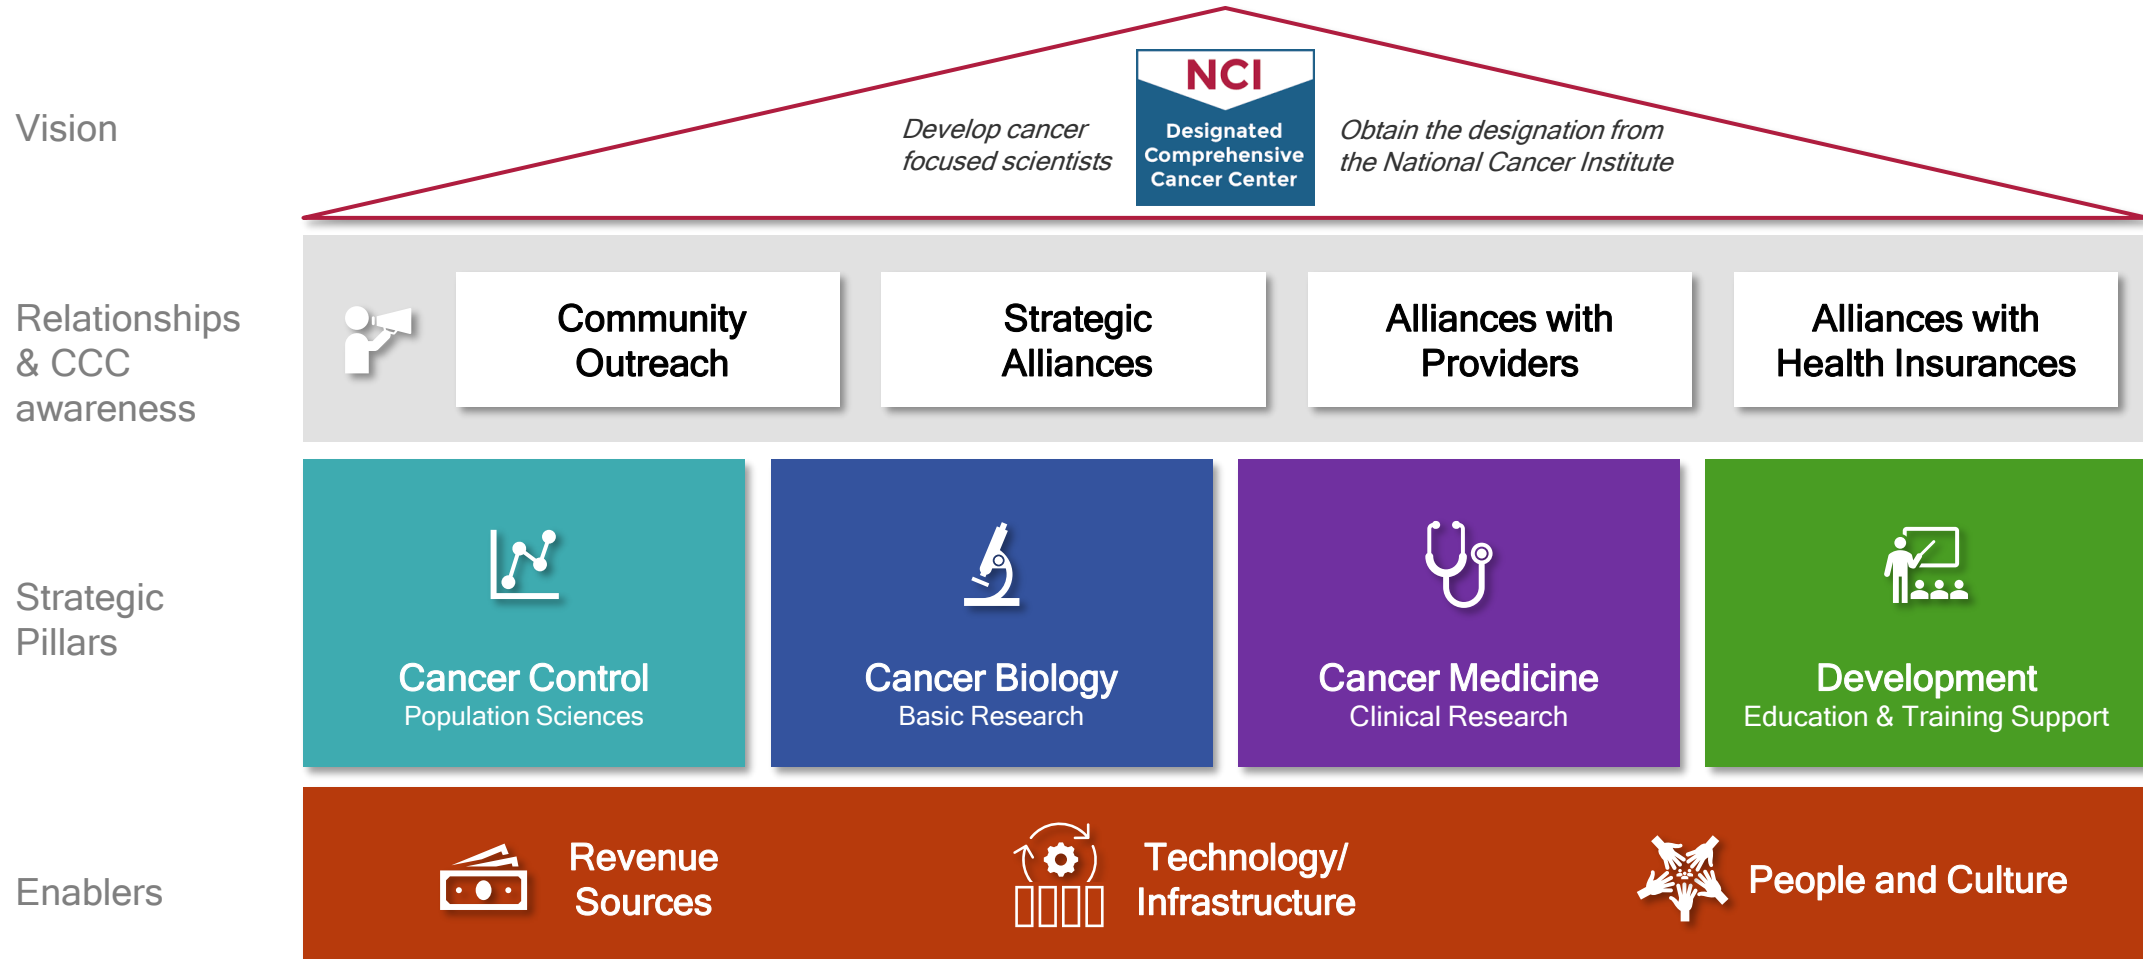 Vision
Develop cancer
focused scientists
NCI
Designated
Comprehensive
Cancer Center
Obtain the designation from
the National Cancer Institute
Relationships
& CCC
awareness
Community
Outreach
Strategic
Alliances
Alliances with
Providers
Alliances with
Health Insurances
Strategic
Pillars
Cancer Control
Population Sciences
Cancer Biology
Basic Research
Cancer Medicine
Clinical Research
Development
Education & Training Support
Enablers
Revenue
Sources
Technology/
Infrastructure
People and Culture